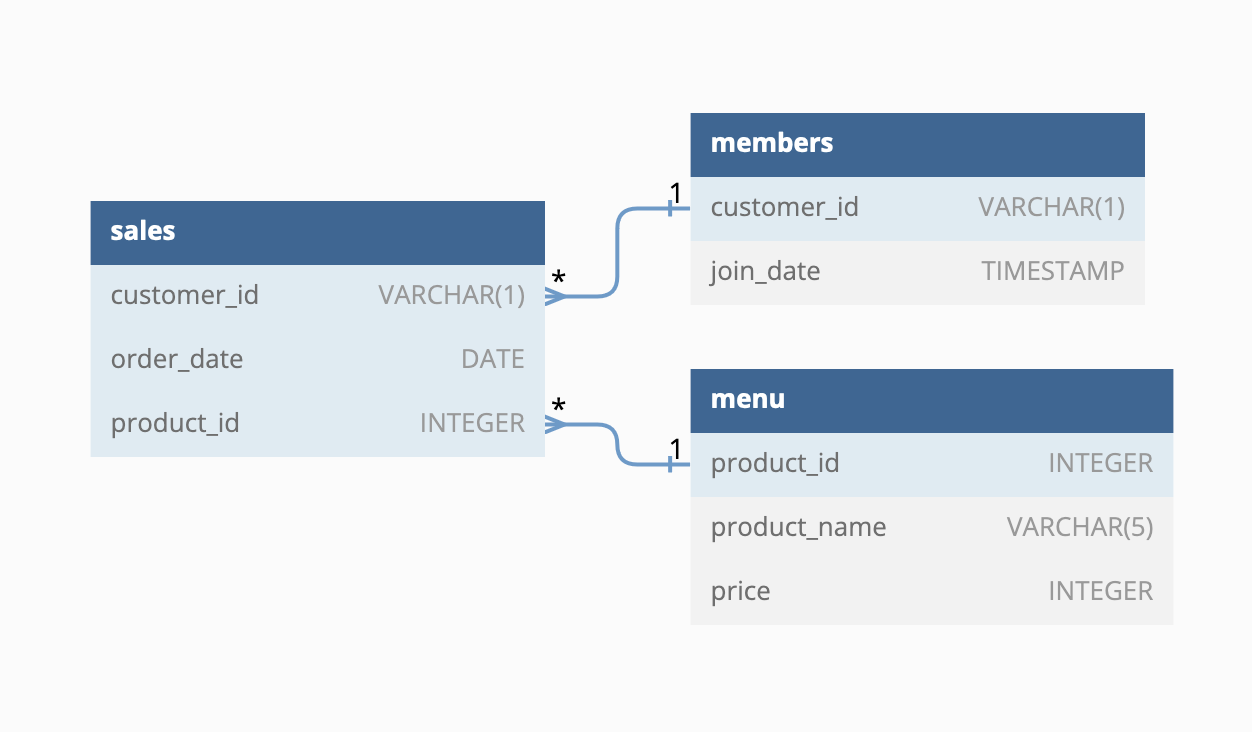 sales
customer_id VARCHAR(1)
order_date DATE
product_id INTEGER
*
*
1
1
members
customer_id VARCHAR(1)
join_date TIMESTAMP
menu
product_id INTEGER
product_name VARCHAR(5)
price INTEGER